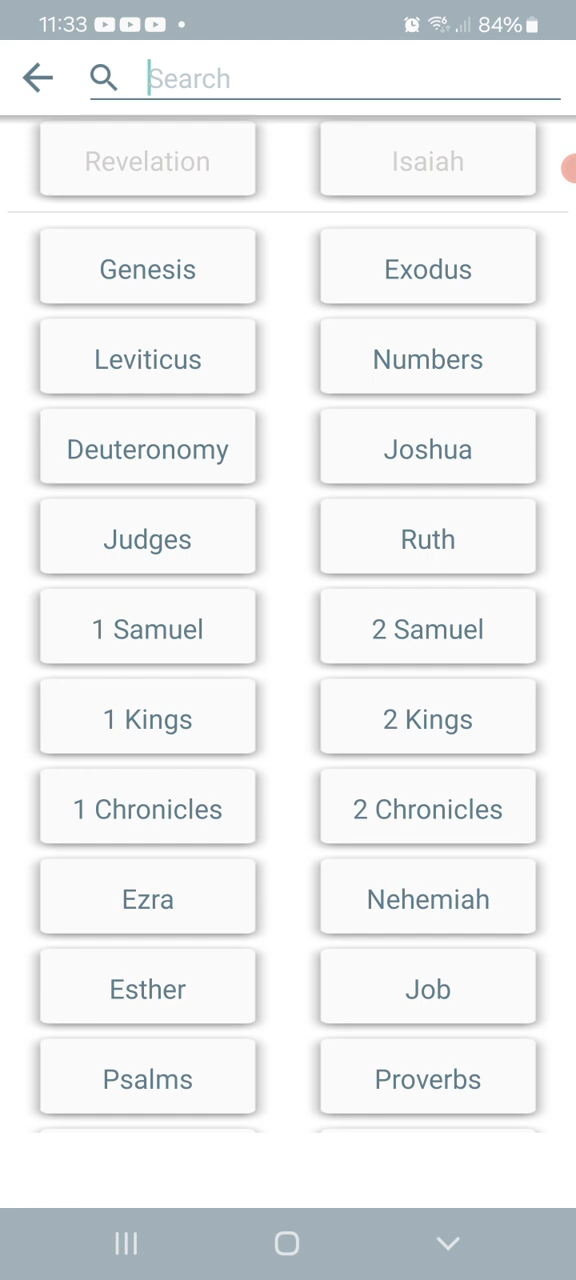 11:33 84%
Search
Revelation Isaiah
Genesis Exodus
Leviticus Numbers
Deuteronomy Joshua
Judges Ruth
1 Samuel 2 Samuel
1 Kings 2 Kings
1 Chronicles 2 Chronicles
Ezra Nehemiah
Esther Job
Psalms Proverbs